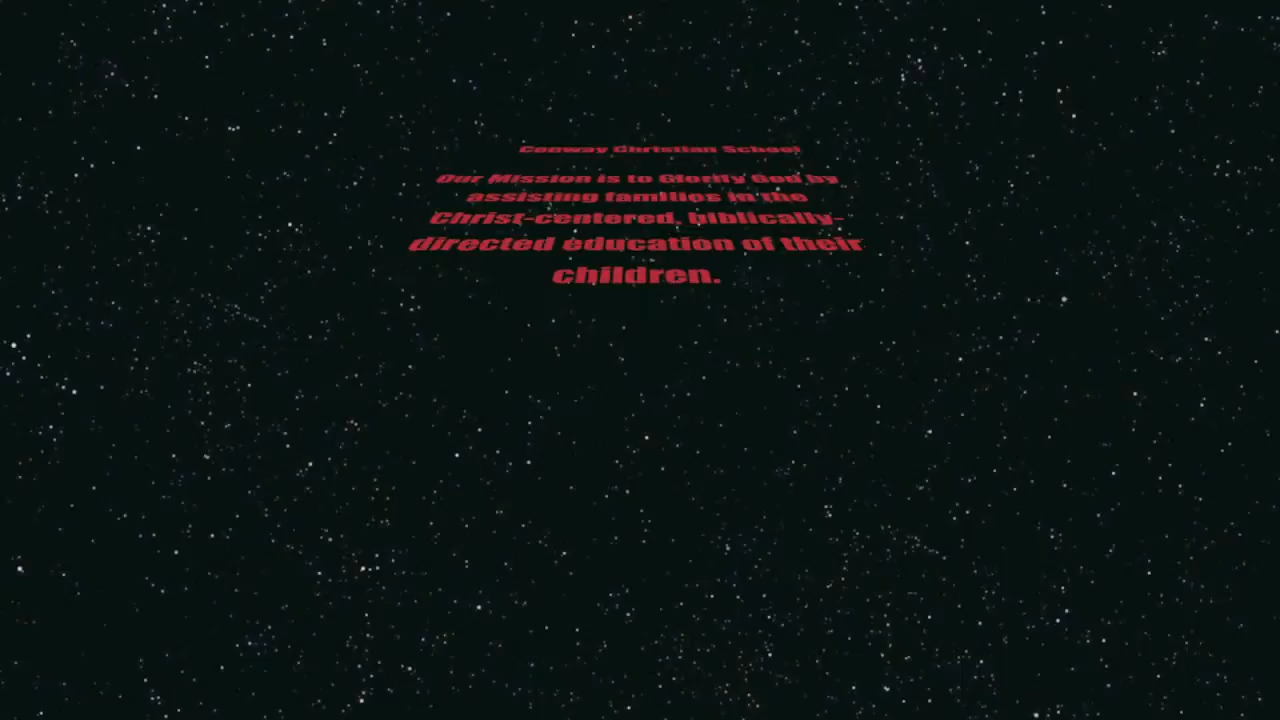 Conway Christian School
Our Mission is to Glorify God by
assisting families in the
Christ-centered, biblically-
directed education of their
children.